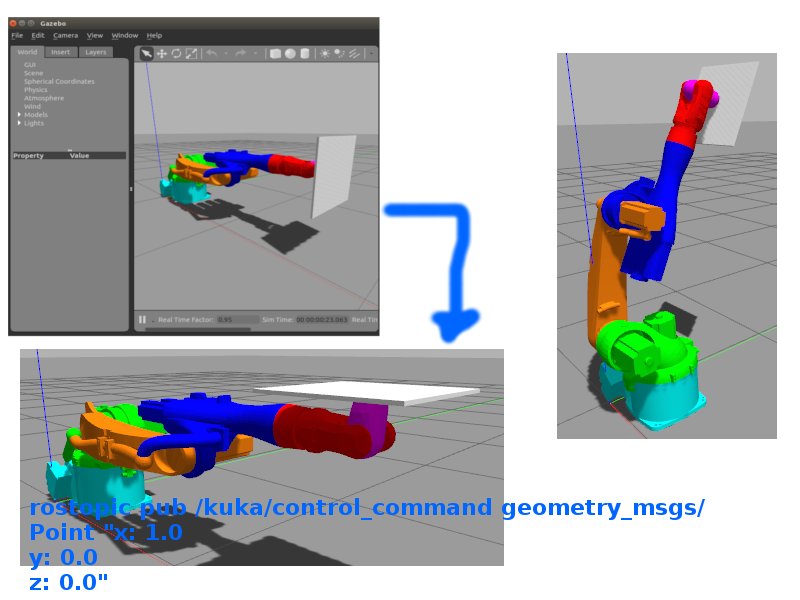 Gazebo
File Edit Camera View Window Help
World Insert Layers
GUI
Scene
Spherical Coordinates
Physics
Atmosphere
Wind
Models
Lights
Property Value
Real Time Factor: 0.95 Sim Time: 00 00:00:23.063 Real Tin
rostopic pub /kuka/control_command geometry_msgs/
Point "x: 1.0
y: 0.0
z: 0.0"